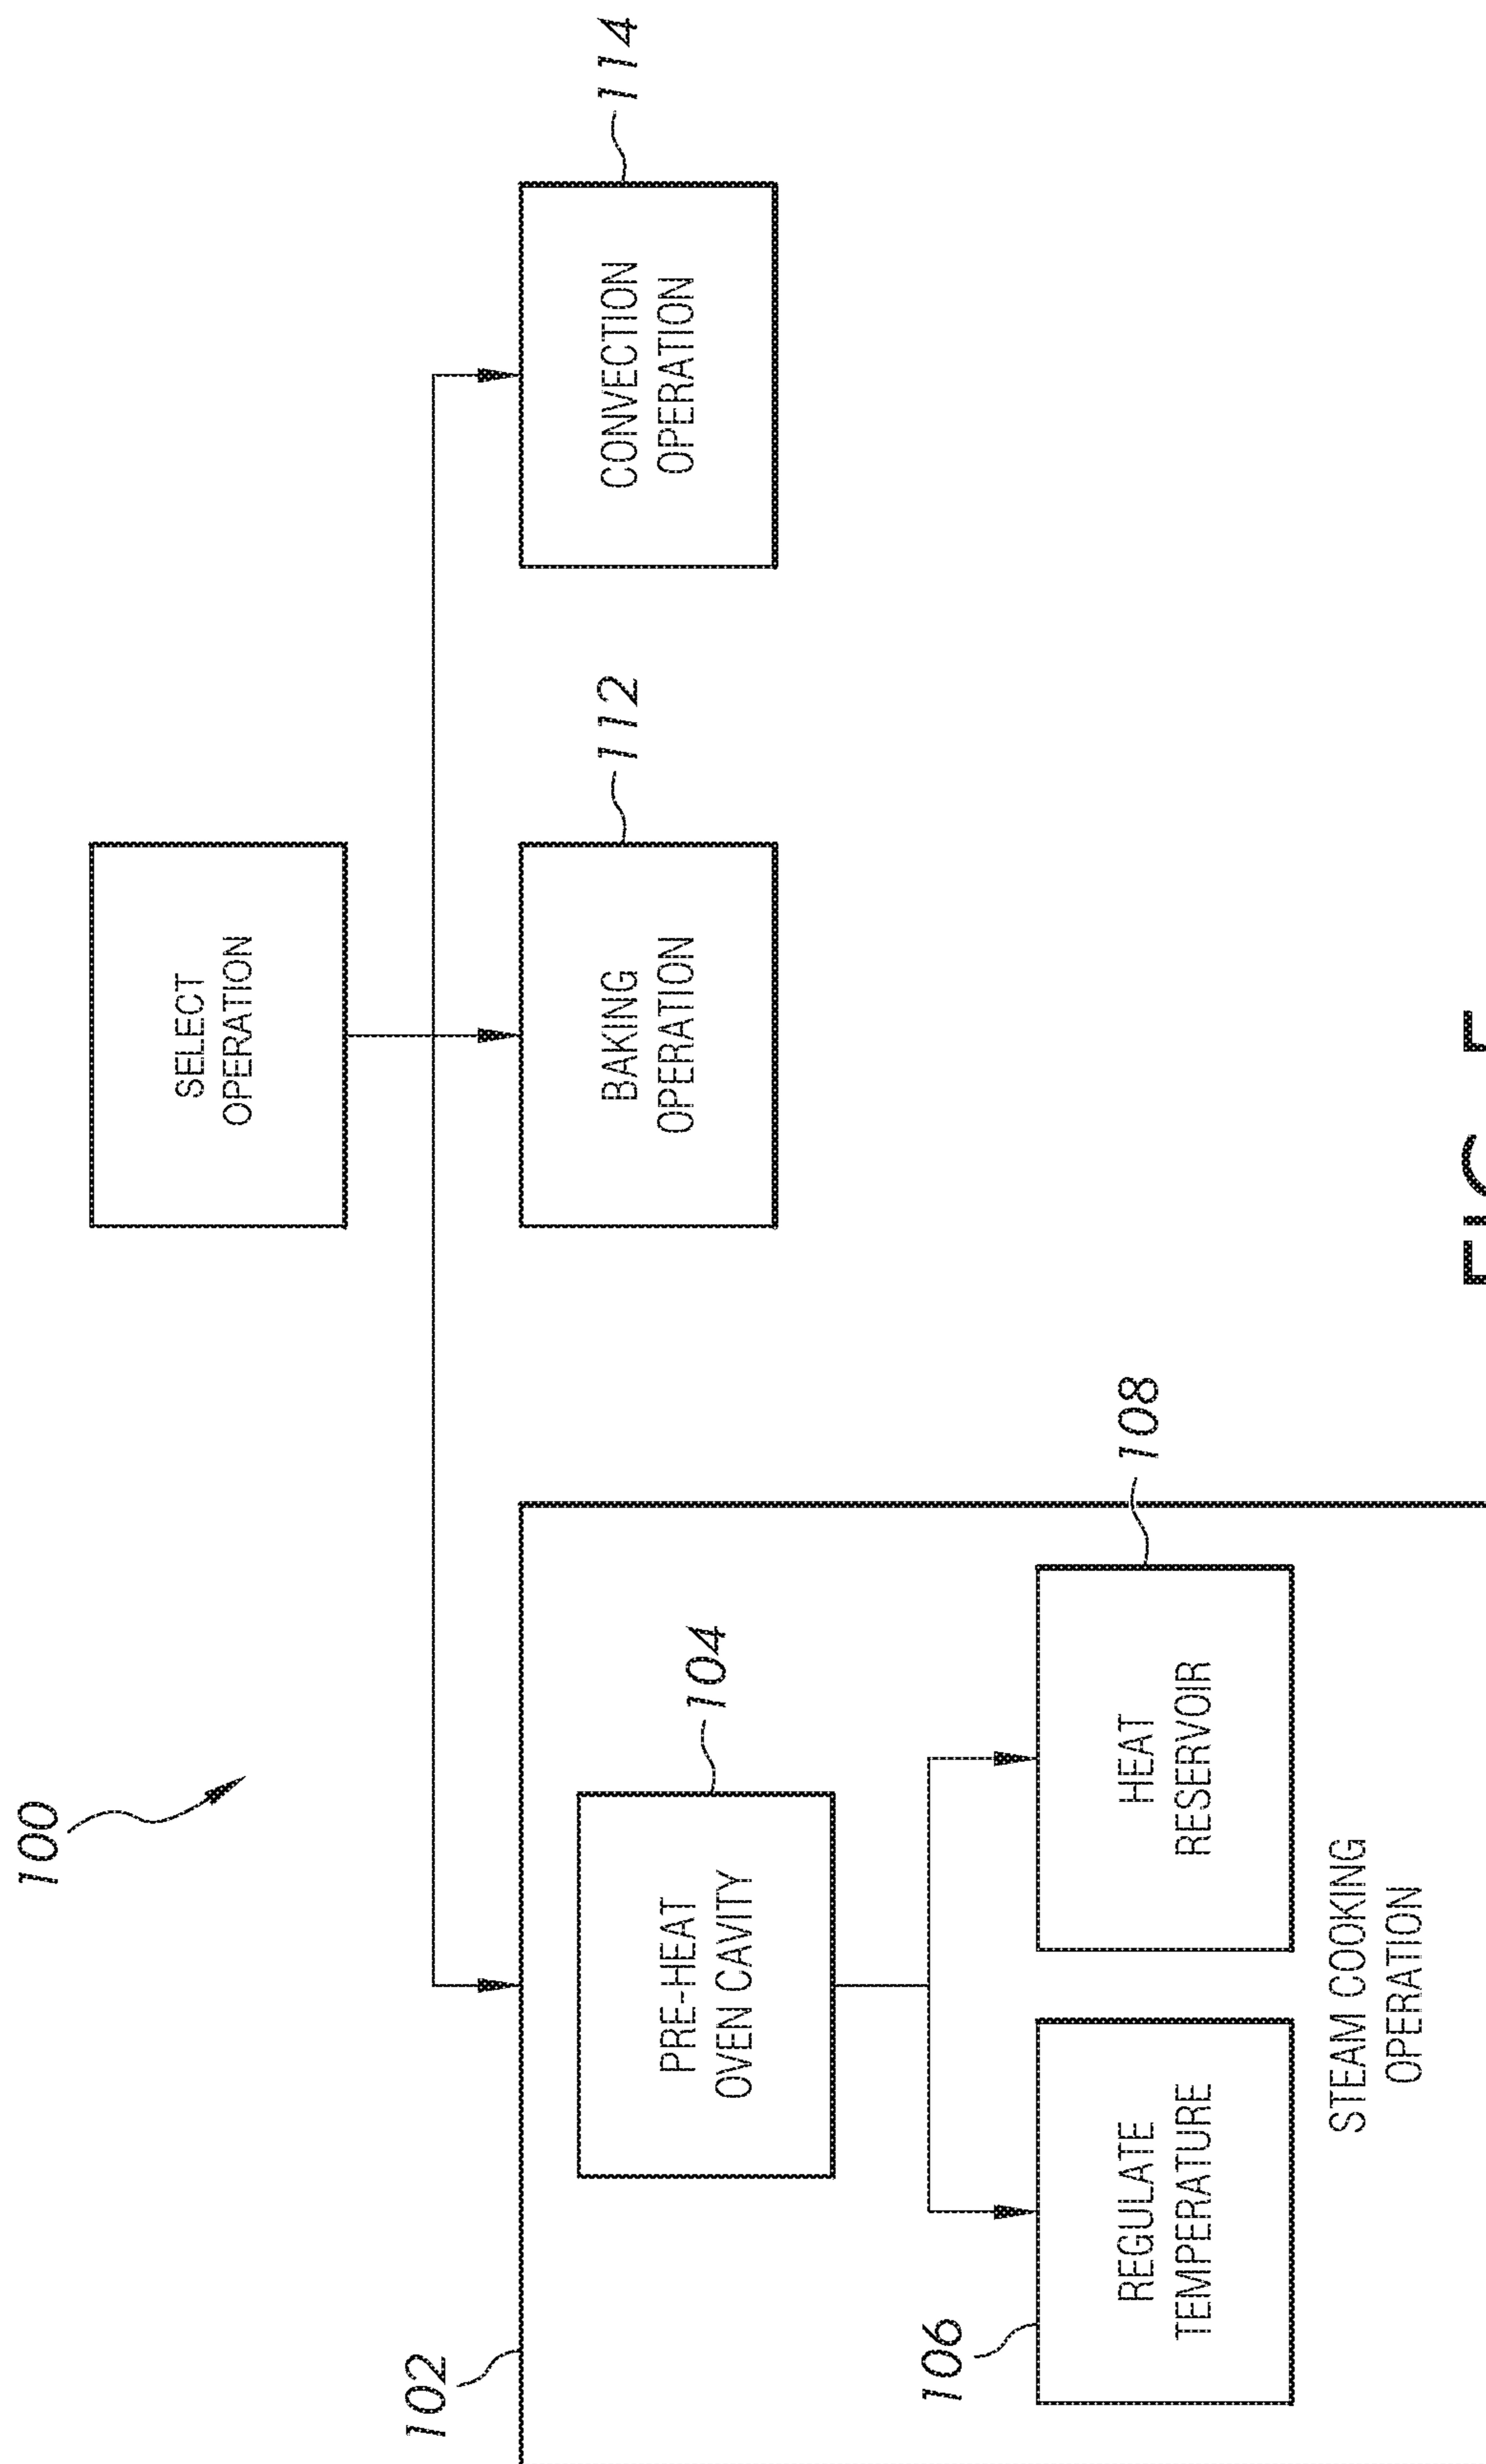 100
SELECT
OPERATION
102
104
PRE-HEAT
OVEN CAVITY
106
REGULATE
TEMPERATURE
108
HEAT
RESERVOIR
STEAM COOKING
OPERATION
112
BAKING
OPERATION
114
CONVECTION
OPERATION